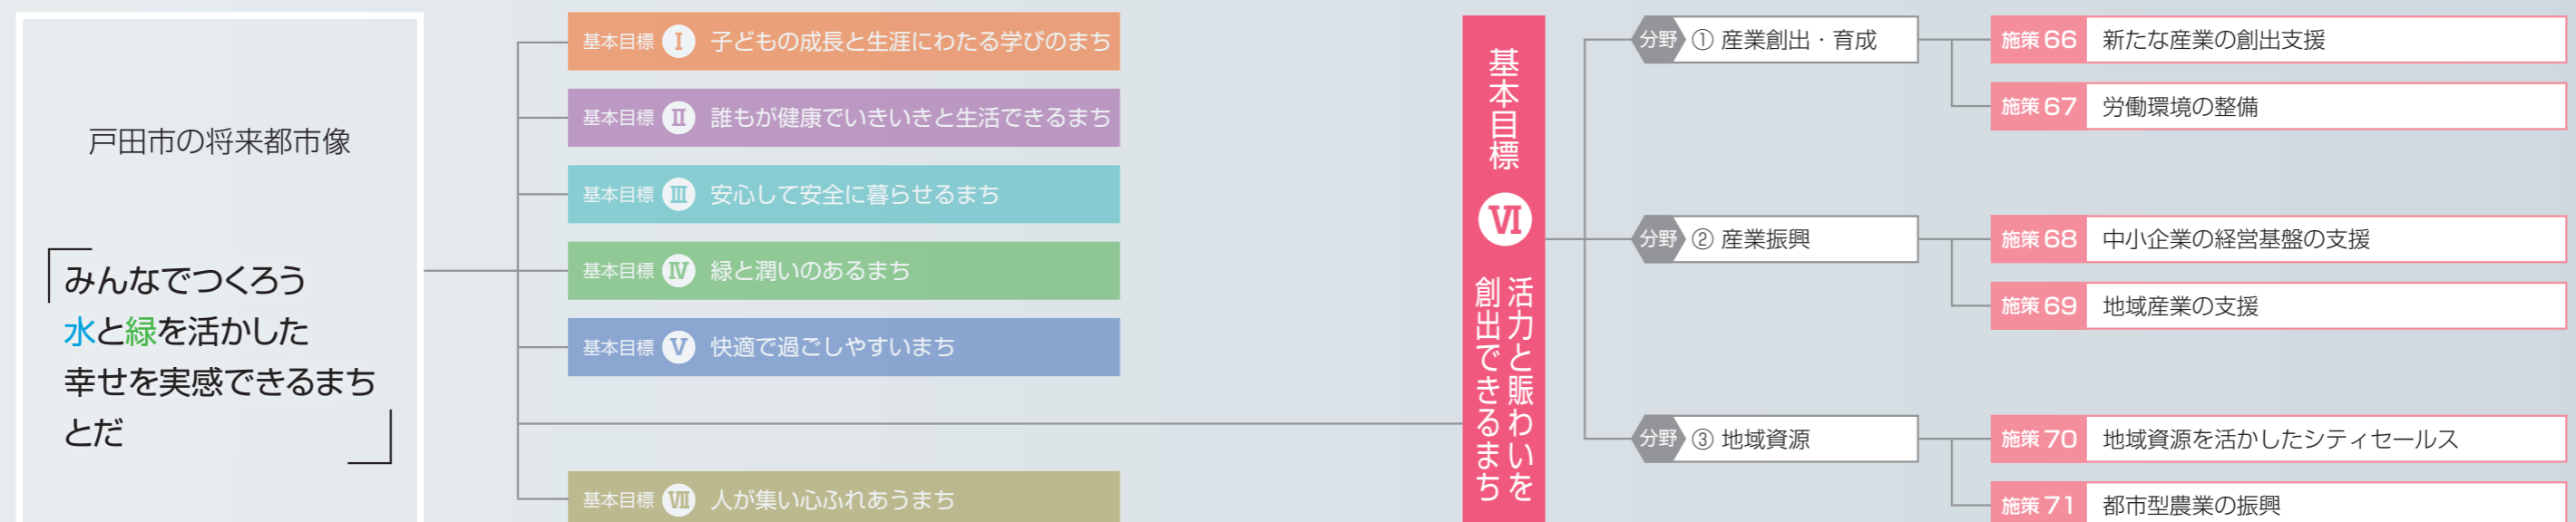 戸田市の将来都市像
「みんなでつくろう
水と緑を活かした
幸せを実感できるまち
とだ」
基本目標 Ⅰ 子どもの成長と生涯にわたる学びのまち
基本目標 Ⅱ 誰もが健康でいきいきと生活できるまち
基本目標 Ⅲ 安心して安全に暮らせるまち
基本目標 Ⅳ 緑と潤いのあるまち
基本目標 Ⅴ 快適で過ごしやすいまち
基本目標 Ⅶ 人が集い心ふれあうまち
基本目標 Ⅵ
活力と賑わいを
創出できるまち
分野 ① 産業創出・育成
施策 66 新たな産業の創出支援
施策 67 労働環境の整備
分野 ② 産業振興
施策 68 中小企業の経営基盤の支援
施策 69 地域産業の支援
分野 ③ 地域資源
施策 70 地域資源を活かしたシティセールス
施策 71 都市型農業の振興